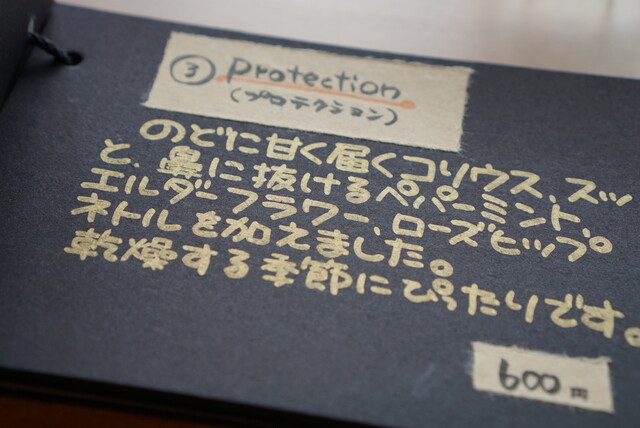 ③ Protection
(プロテクション)
のどに甘く届くコリウス、スッ
と、鼻に抜けるペパーミント、
エルダーフラワー、ローズヒップ。
ネトルを加えました。
乾燥する季節にぴったりです。
600円